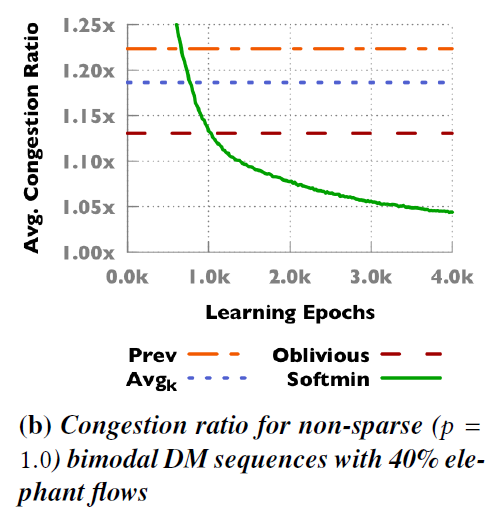 Avg. Congestion Ratio
1.25x
1.20x
1.15x
1.10x
1.05x
1.00x
0.0k 1.0k 2.0k 3.0k 4.0k
Learning Epochs
Prev Oblivious
Avgk Softmin
(b) Congestion ratio for non-sparse (p =
1.0) bimodal DM sequences with 40% ele-
phant flows